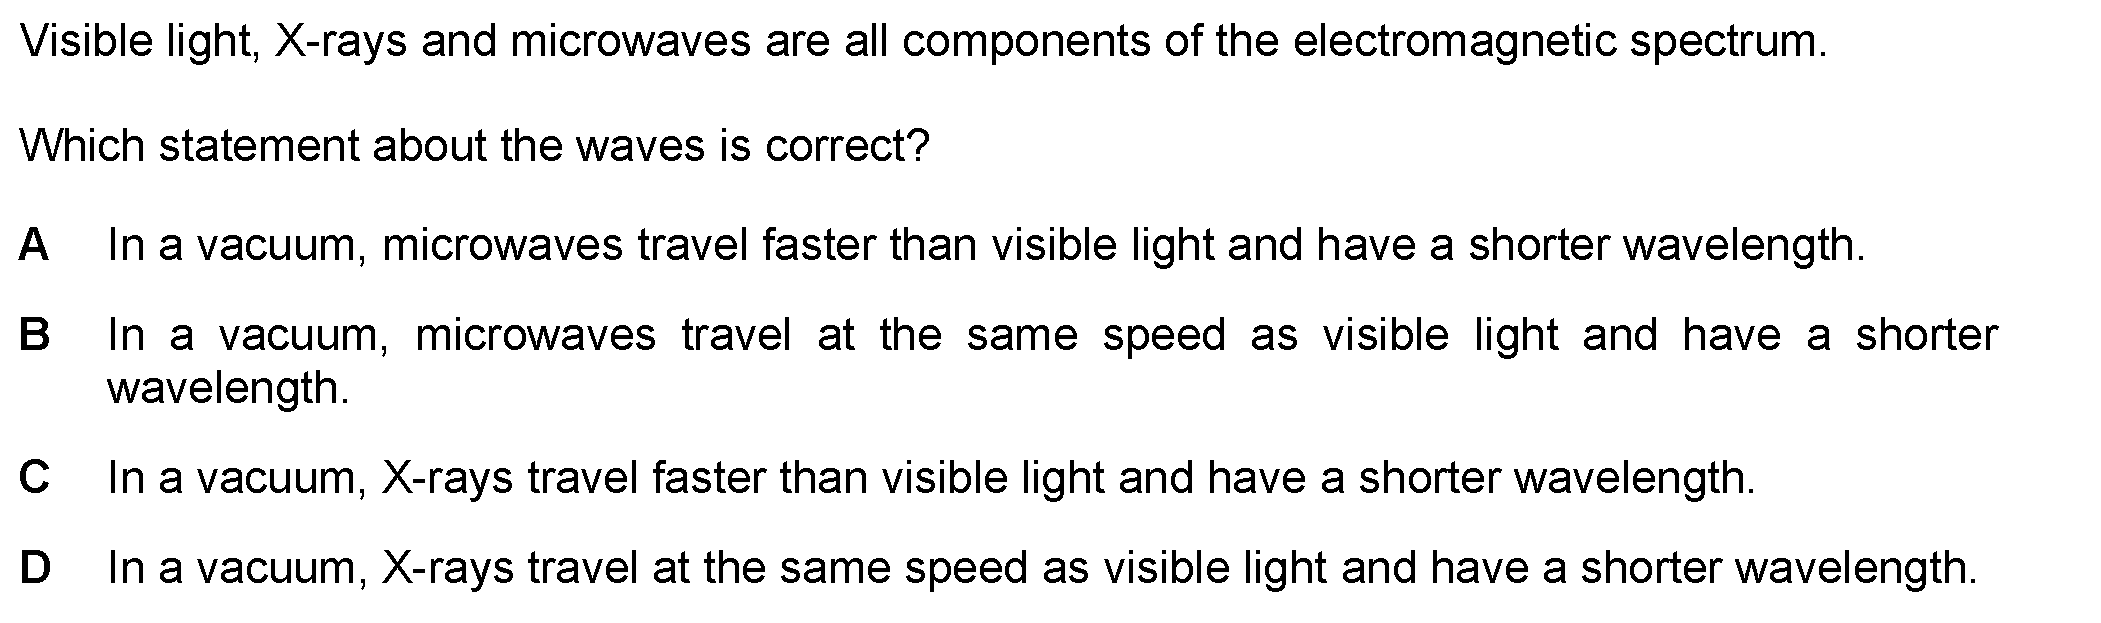 Visible light, X-rays and microwaves are all components of the electromagnetic spectrum.
Which statement about the waves is correct?
A In a vacuum, microwaves travel faster than visible light and have a shorter wavelength.
B In a vacuum, microwaves travel at the same speed as visible light and have a shorter
wavelength.
C In a vacuum, X-rays travel faster than visible light and have a shorter wavelength.
D In a vacuum, X-rays travel at the same speed as visible light and have a shorter wavelength.